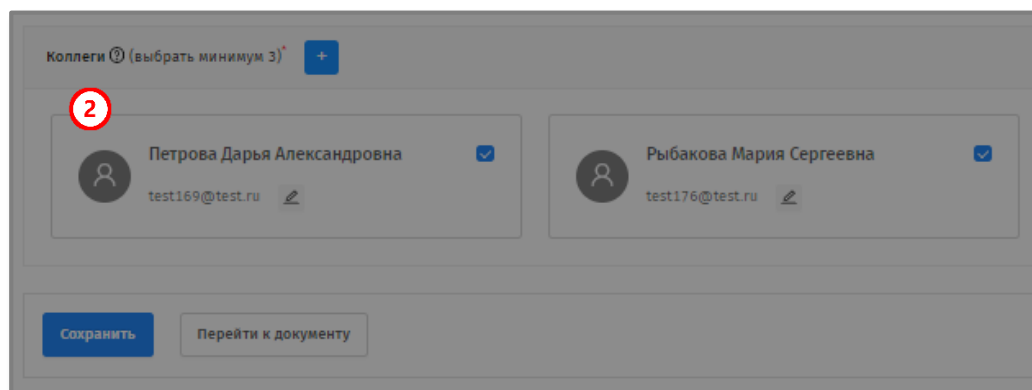 Коллеги ? (выбрать минимум 3)* +
2
Петрова Дарья Александровна
test169@test.ru
Рыбакова Мария Сергеевна
test176@test.ru
Сохранить
Перейти к документу